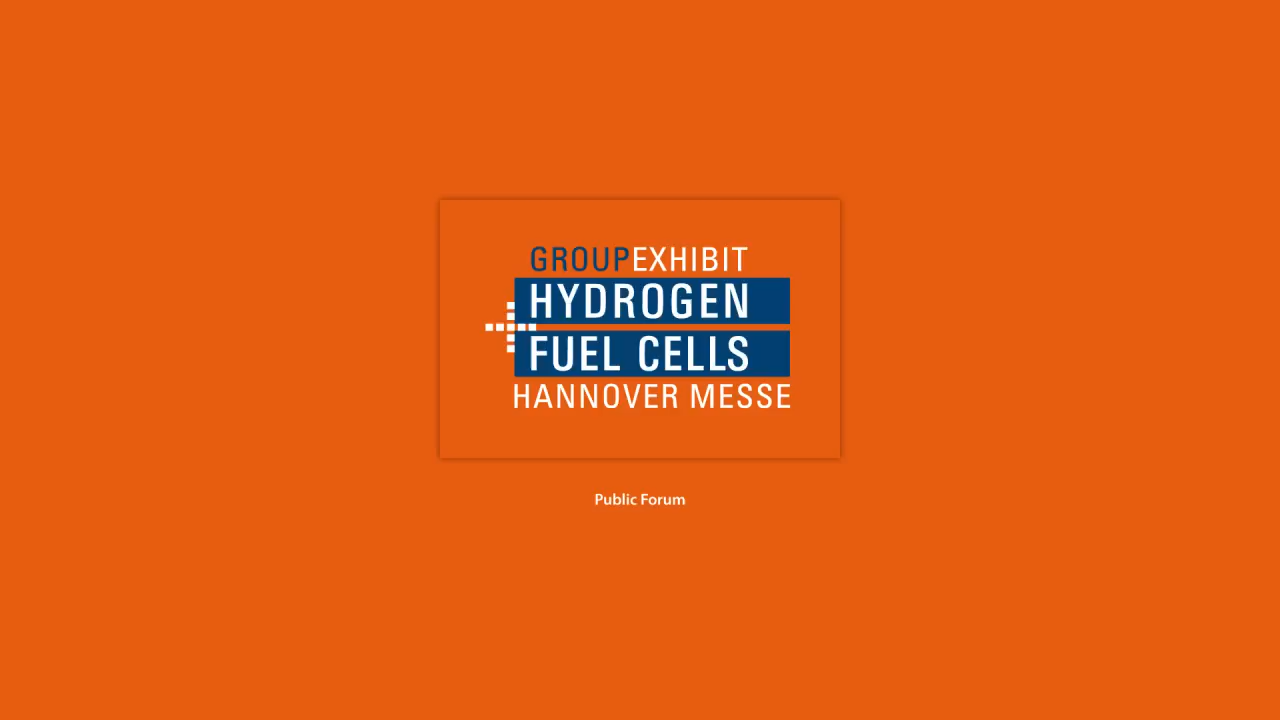 GROUPEXHIBIT
HYDROGEN
FUEL CELLS
HANNOVER MESSE
Public Forum